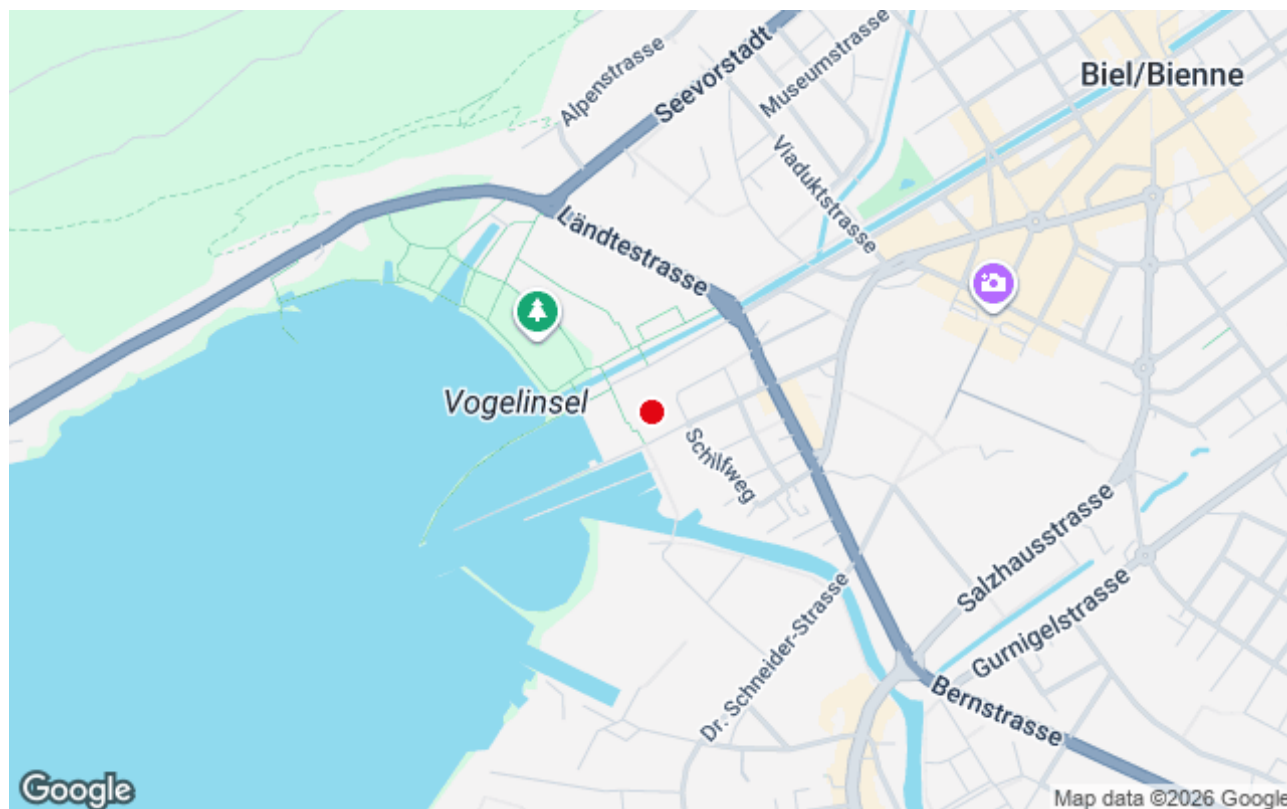 Alpenstrasse
Seevorstadt
Museumstrasse
Biel/Bienne
Viaduktstrasse
Ländtestrasse
Vogelinsel
Schilfweg
Salzhausstrasse
Gurnigelstrasse
Dr. Schneider-Strasse
Bernstrasse
Google
Map data ©2026 Google